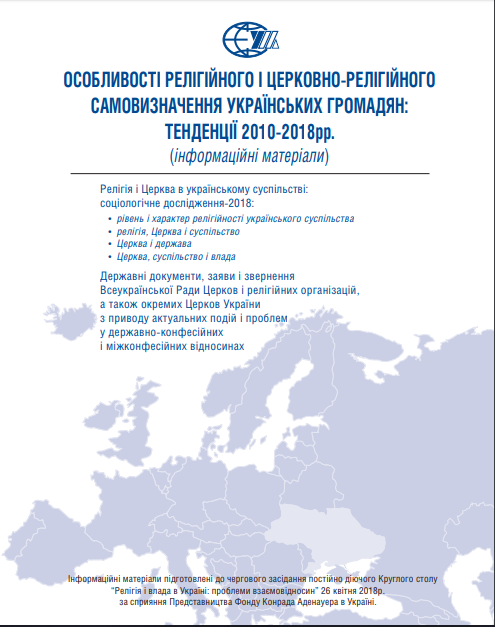 ОСОБЛИВОСТІ РЕЛІГІЙНОГО І ЦЕРКОВНО-РЕЛІГІЙНОГО
САМОВИЗНАЧЕННЯ УКРАЇНСЬКИХ ГРОМАДЯН:
ТЕНДЕНЦІЇ 2010-2018рр.
(інформаційні матеріали)
Релігія і Церква в українському суспільстві:
соціологічне дослідження-2018:
• рівень і характер релігійності українського суспільства
• релігія, Церква і суспільство
• Церква і держава
• Церква, суспільство і влада
Державні документи, заяви і звернення
Всеукраїнської Ради Церков і релігійних організацій,
а також окремих Церков України
з приводу актуальних подій і проблем
у державно-конфесійних
і міжконфесійних відносинах
Інформаційні матеріали підготовлені до чергового засідання постійно діючого Круглого столу
“Релігія і влада в Україні: проблеми взаємовідносин” 26 квітня 2018р.
за сприяння Представництва Фонду Конрада Аденауера в Україні.